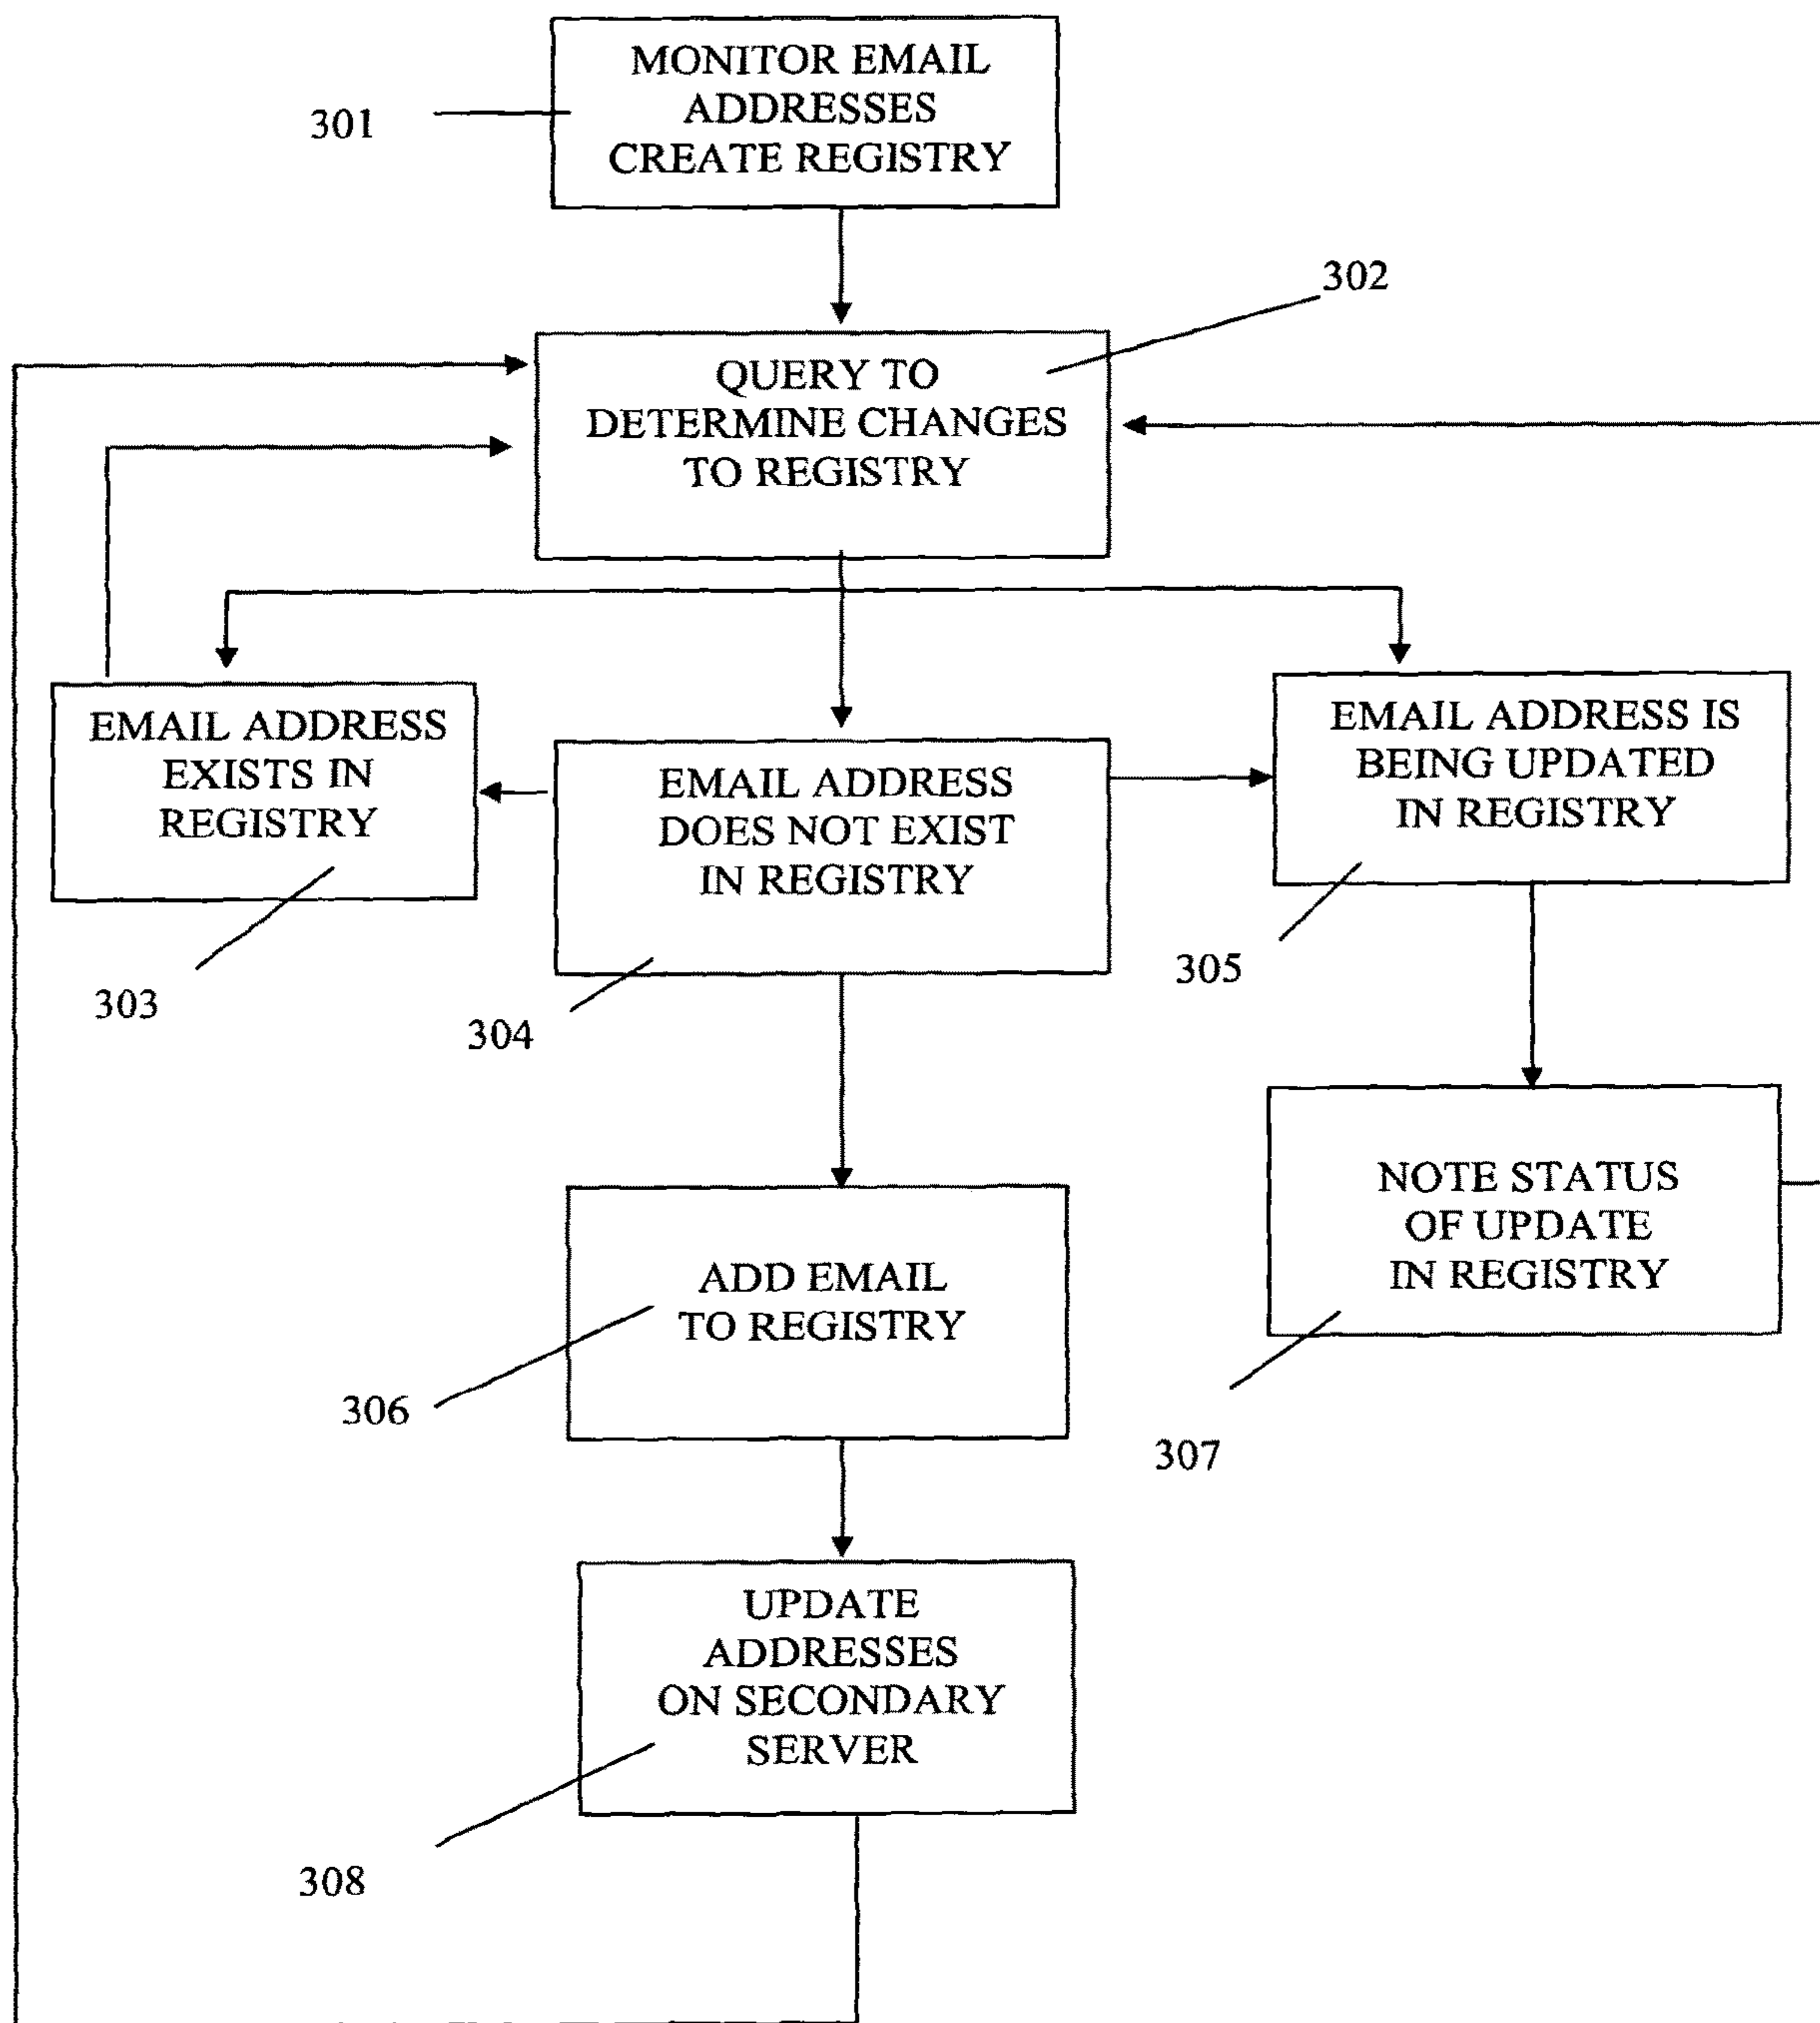 MONITOR EMAIL
ADDRESSES
CREATE REGISTRY
301
302
QUERY TO
DETERMINE CHANGES
TO REGISTRY
EMAIL ADDRESS
EXISTS IN
REGISTRY
303
EMAIL ADDRESS
DOES NOT EXIST
IN REGISTRY
304
EMAIL ADDRESS IS
BEING UPDATED
IN REGISTRY
305
ADD EMAIL
TO REGISTRY
306
NOTE STATUS
OF UPDATE
IN REGISTRY
307
UPDATE
ADDRESSES
ON SECONDARY
SERVER
308